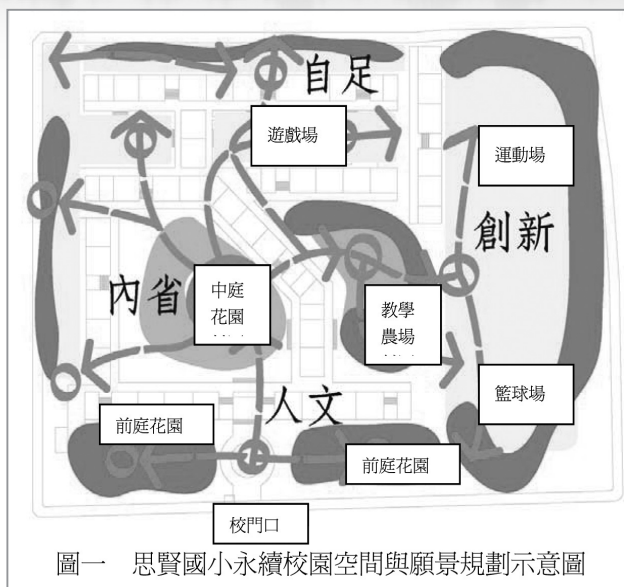 自足
遊戲場
運動場
創新
內省
中庭
花園
教學
農場
籃球場
人文
前庭花園
前庭花園
校門口
圖一 思賢國小永續校園空間與願景規劃示意圖